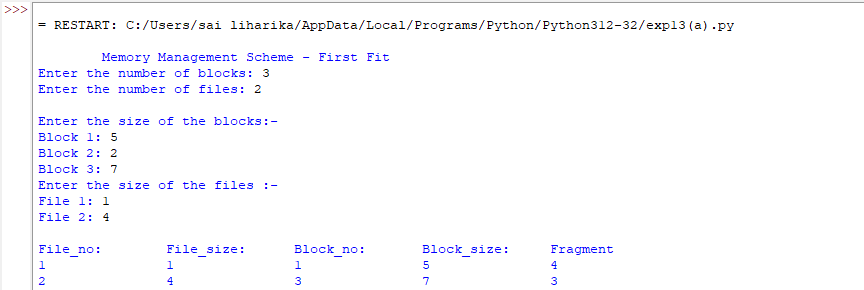 >>>
= RESTART: C:/Users/sai liharika/AppData/Local/Programs/Python/Python312-32/exp13(a).py
Memory Management Scheme - First Fit
Enter the number of blocks: 3
Enter the number of files: 2
Enter the size of the blocks:-
Block 1: 5
Block 2: 2
Block 3: 7
Enter the size of the files :-
File 1: 1
File 2: 4
File_no: File_size: Block_no: Block_size: Fragment
1 1 1 5 4
2 4 3 7 3